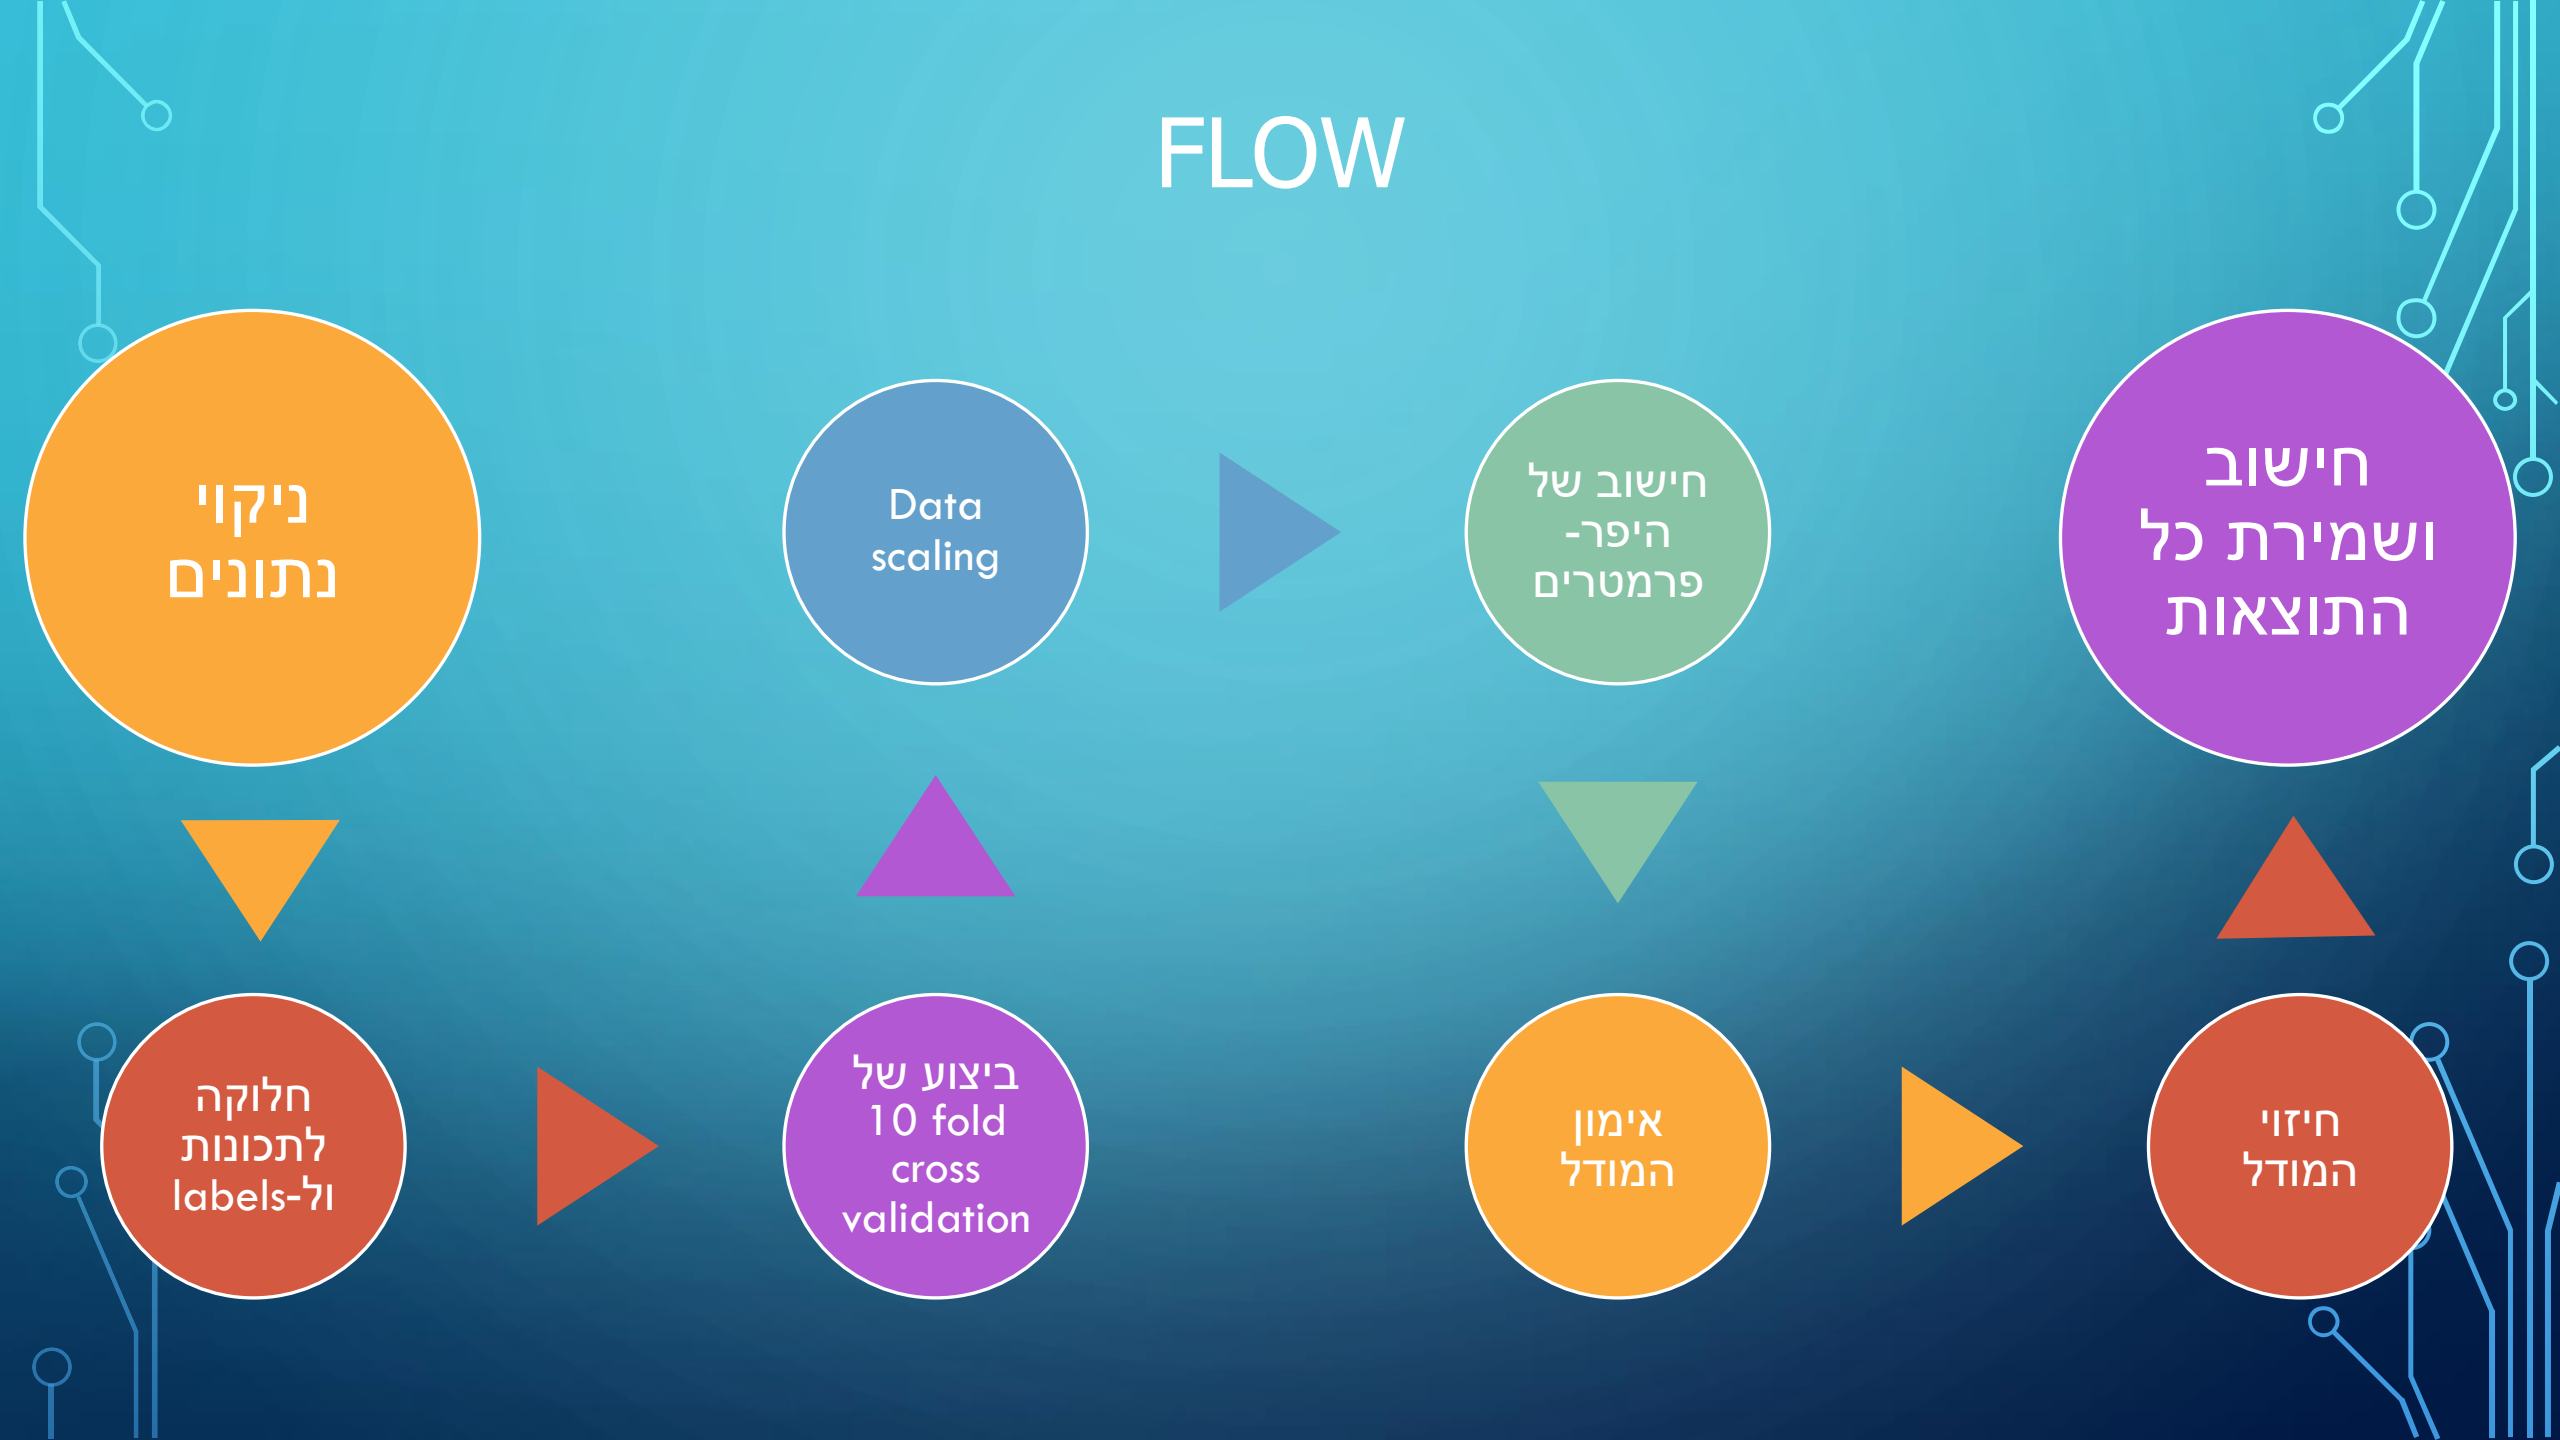 FLOW
ניקוי
נתונים
חלוקה
לתכונות
ול-labels
ביצוע של
10 fold
cross
validation
Data
scaling
חישוב של
היפר-
פרמטרים
אימון
המודל
חיזוי
המודל
חישוב
ושמירת כל
התוצאות